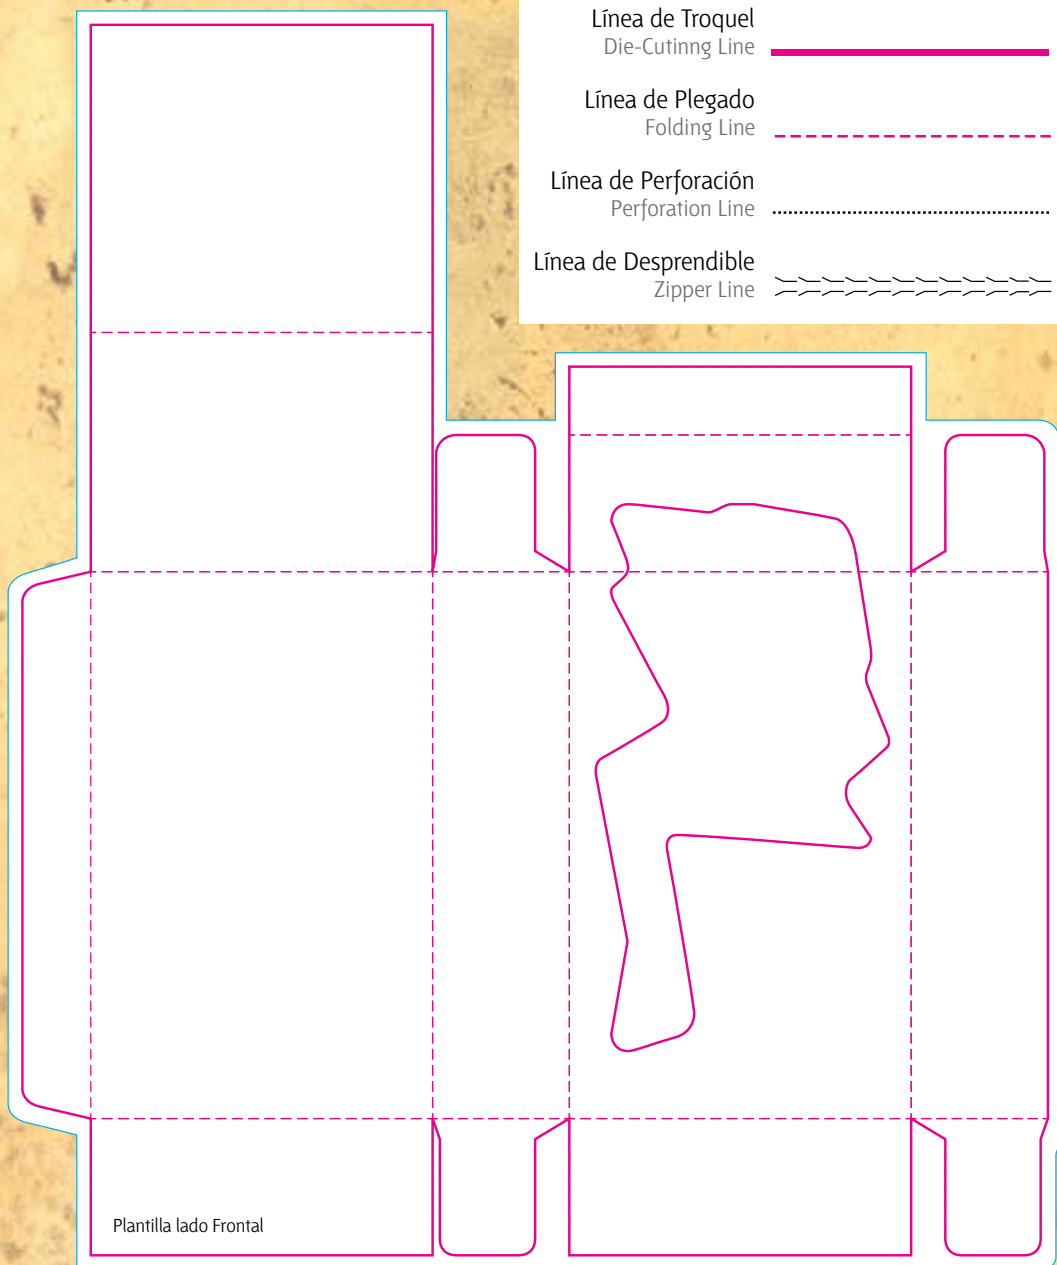 Línea de Troquel
Die-Cutinng Line
Línea de Plegado
Folding Line
Línea de Perforación
Perforation Line
Línea de Desprendible
Zipper Line
Plantilla lado Frontal